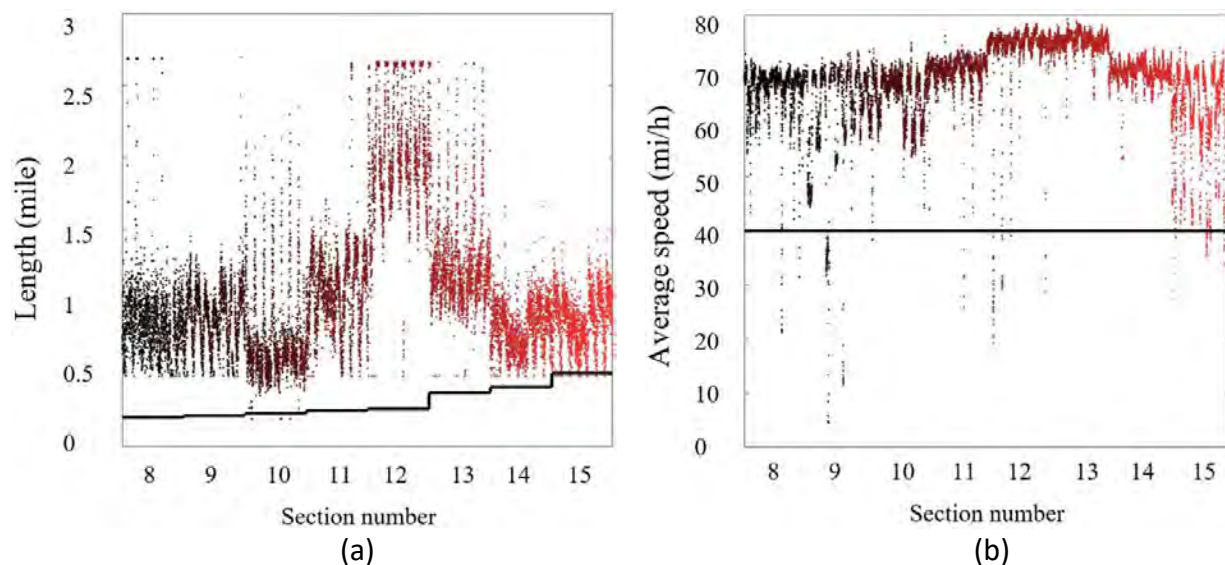 3
2.5
2
1.5
1
0.5
0
Length (mile)
8 9 10 11 12 13 14 15
Section number
(a)
80
70
60
50
40
30
20
10
0
Average speed (mi/h)
8 9 10 11 12 13 14 15
Section number
(b)